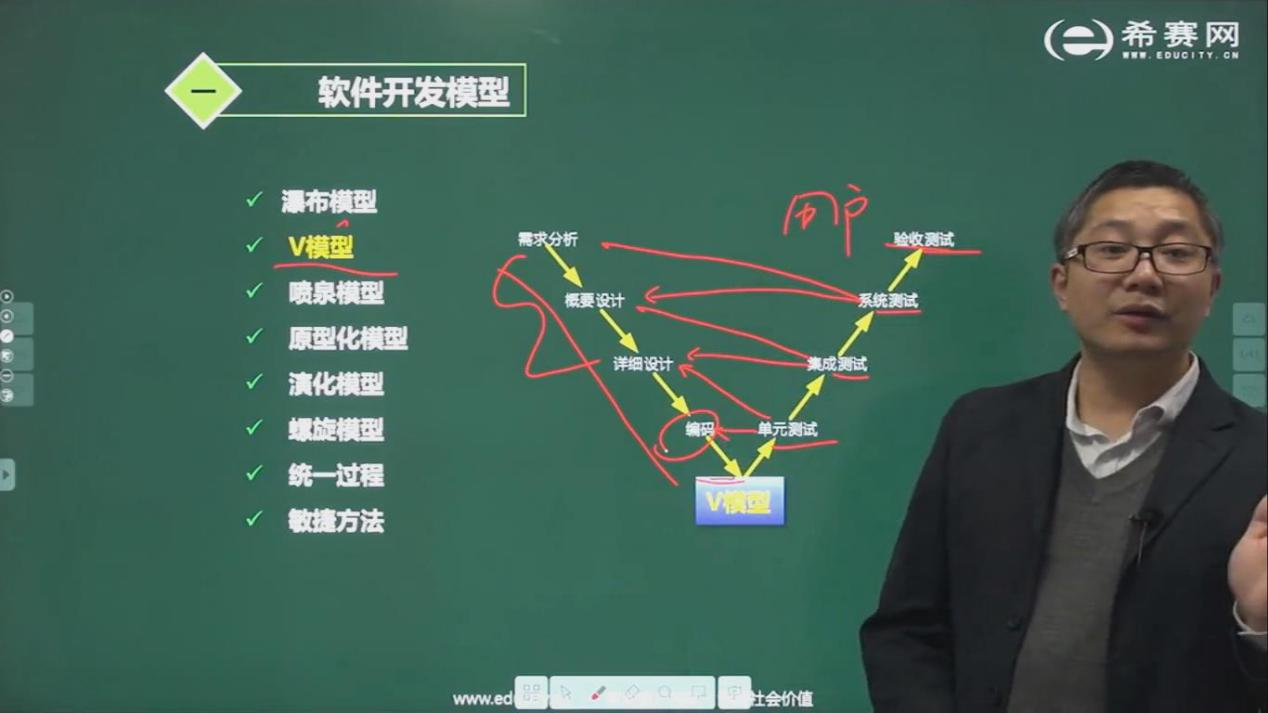 希赛网
WWW.EDUCITY.CN
一
软件开发模型
瀑布模型
V模型
喷泉模型
原型化模型
演化模型
螺旋模型
统一过程
敏捷方法
用户
需求分析
验收测试
概要设计
系统测试
详细设计
集成测试
编码
单元测试
V模型
www.edu
社会价值